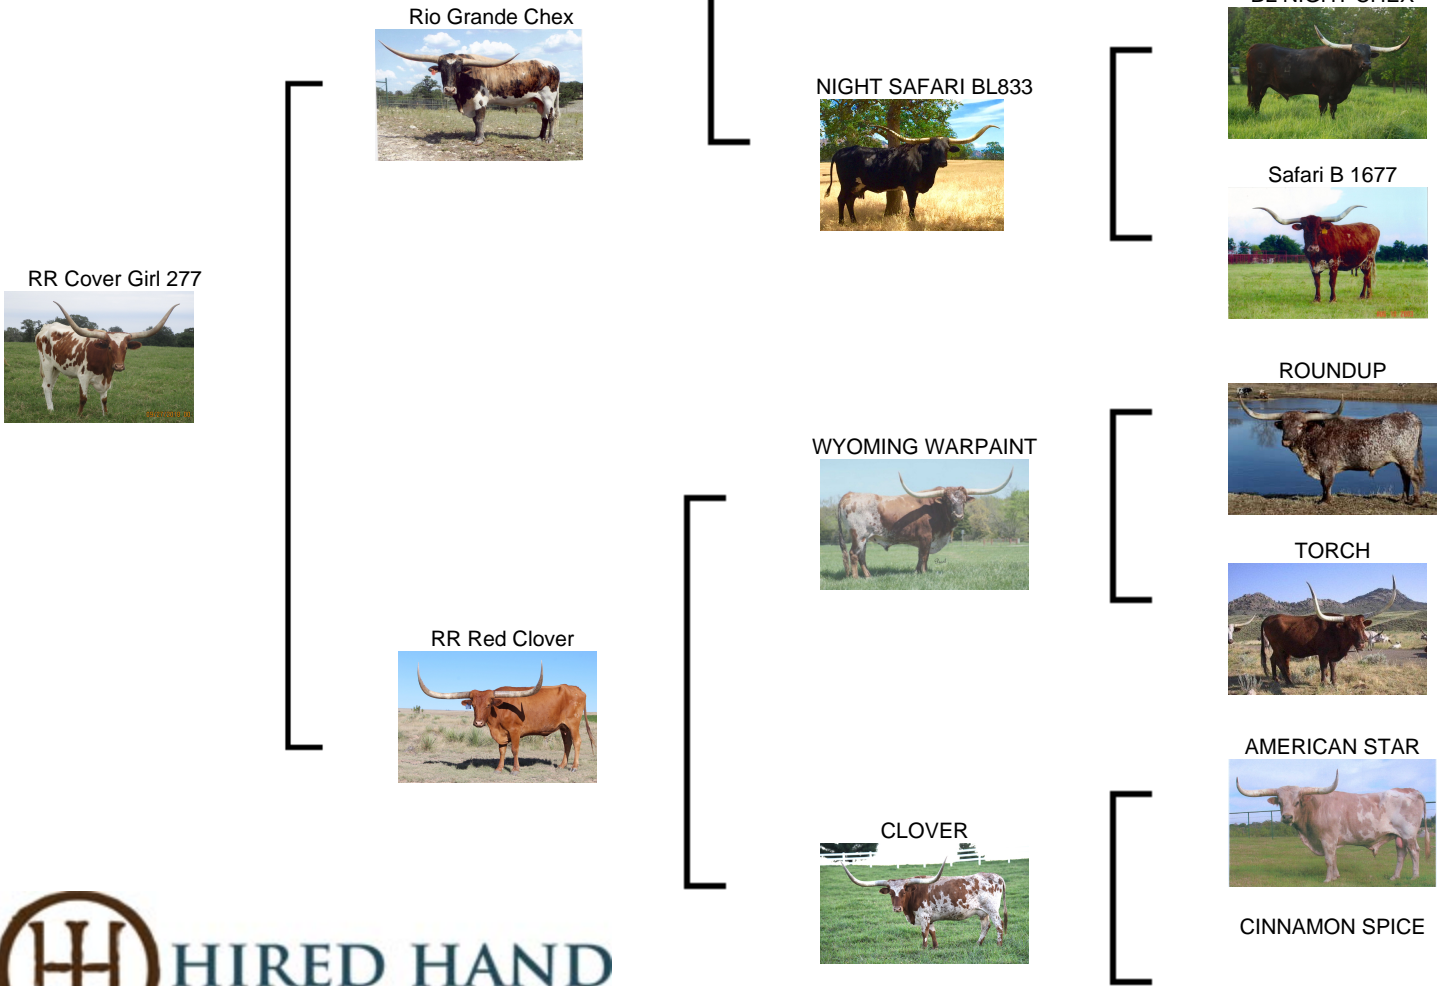 Rio Grande Chex
NIGHT SAFARI BL833
Safari B 1677
RR Cover Girl 277
ROUNDUP
WYOMING WARPAINT
TORCH
RR Red Clover
AMERICAN STAR
CLOVER
CINNAMON SPICE
HIRED HAND